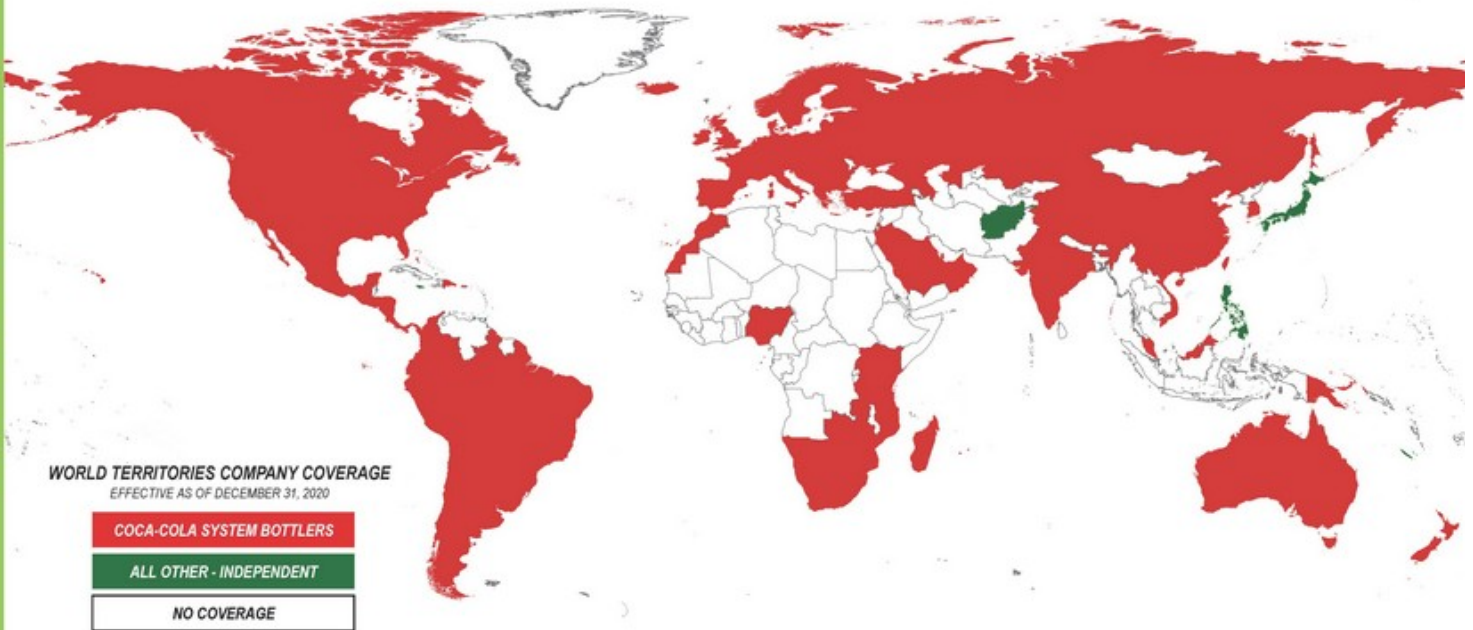 WORLD TERRITORIES COMPANY COVERAGE
EFFECTIVE AS OF DECEMBER 31, 2020
COCA-COLA SYSTEM BOTTLERS
ALL OTHER - INDEPENDENT
NO COVERAGE